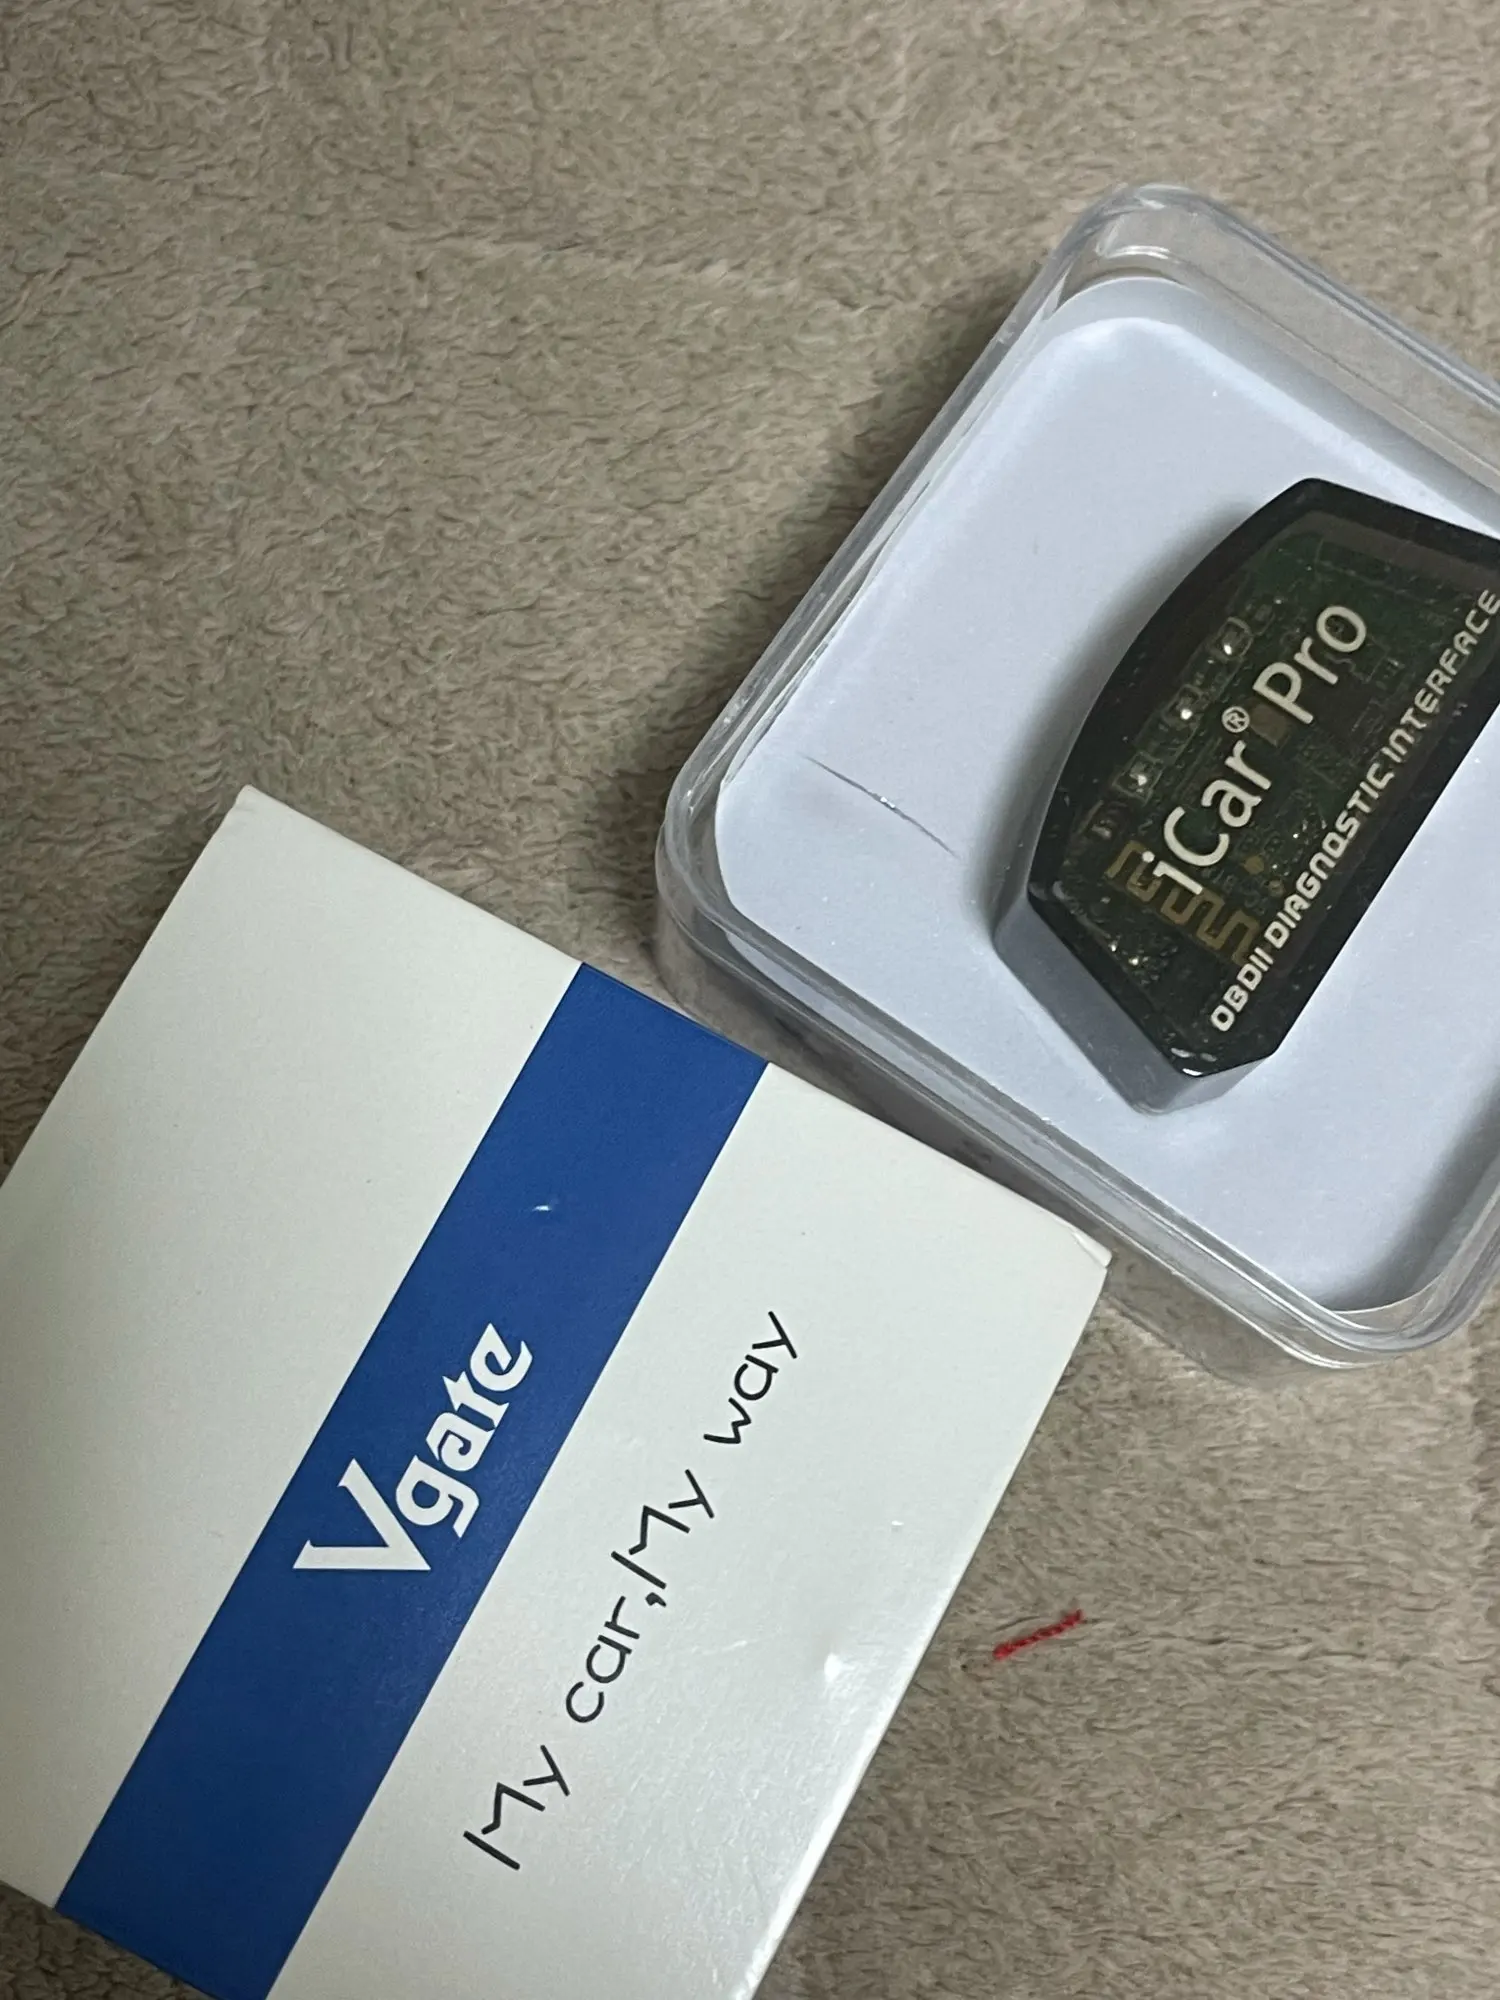 iCar® Pro
OBDII DIAGNOSTIC INTERFACE
Vgate
My car,My way